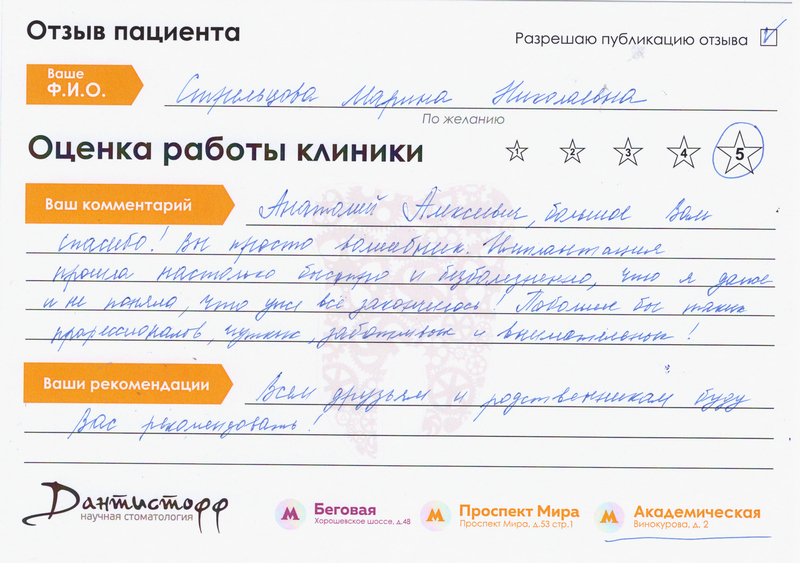 Отзыв пациента
Разрешаю публикацию отзыва
Ваше
Ф.И.О.
Стрельцова Марина Николаевна
По желанию
Оценка работы клиники
1 2 3 4 5
Ваш комментарий
Анатолий Алексеевич, большое Вам
спасибо! Вы просто волшебник. Имплантация
прошла настолько быстро и безболезненно, что я даже
и не поняла, что уже всё закончилось! Побольше бы таких
профессионалов, чутких, заботливых и внимательных!
Ваши рекомендации
Всем друзьям и родственникам буду
Вас рекомендовать!
Дантистофф
научная стоматология
М Беговая
Хорошевское шоссе, д.48
М Проспект Мира
Проспект Мира, д.53 стр.1
М Академическая
Винокурова, д. 2